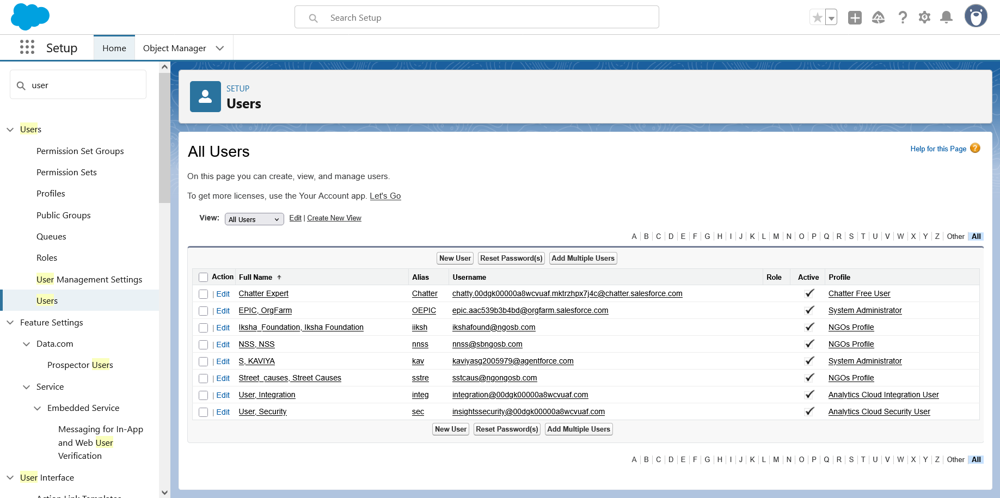 Search Setup
Setup
Home
Object Manager
user
Users
Permission Set Groups
Permission Sets
Profiles
Public Groups
Queues
Roles
User Management Settings
Users
Feature Settings
Data.com
Prospector Users
Service
Embedded Service
Messaging for In-App
and Web User
Verification
User Interface
Action Link Templates
SETUP
Users
All Users
Help for this Page ?
On this page you can create, view, and manage users.
To get more licenses, use the Your Account app. Let's Go
View: All Users Edit | Create New View
A | B | C | D | E | F | G | H | I | J | K | L | M | N | O | P | Q | R | S | T | U | V | W | X | Y | Z | Other | All
New User Reset Password(s) Add Multiple Users
Action Full Name ↑ Alias Username Role Active Profile
| Edit Chatter Expert Chatter chatty.00dgk00000a8wcvuaf.mktrzhpx7j4c@chatter.salesforce.com ✓ Chatter Free User
| Edit EPIC, OrgFarm OEPIC epic.aac539b3b4bd@orgfarm.salesforce.com ✓ System Administrator
| Edit Iksha_Foundation, Iksha Foundation iiksh ikshafound@ngosb.com ✓ NGOs Profile
| Edit NSS, NSS nnss nnss@sbngosb.com ✓ NGOs Profile
| Edit S, KAVIYA kav kaviyasg2005979@agentforce.com ✓ System Administrator
| Edit Street_causes, Street Causes sstre sstcaus@ngongosb.com ✓ NGOs Profile
| Edit User, Integration integ integration@00dgk00000a8wcvuaf.com ✓ Analytics Cloud Integration User
| Edit User, Security sec insightssecurity@00dgk00000a8wcvuaf.com ✓ Analytics Cloud Security User
New User Reset Password(s) Add Multiple Users
A | B | C | D | E | F | G | H | I | J | K | L | M | N | O | P | Q | R | S | T | U | V | W | X | Y | Z | Other | All